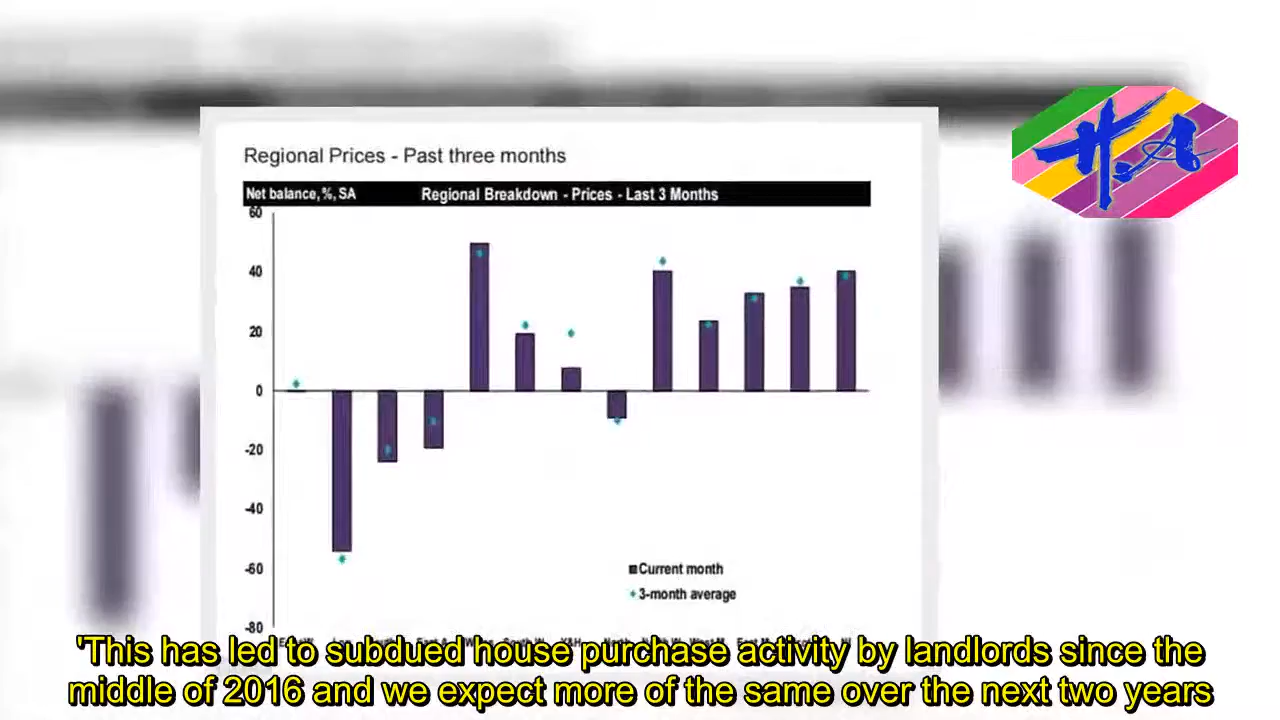 Regional Prices - Past three months
Net balance, %, SA
Regional Breakdown - Prices - Last 3 Months
60
40
20
0
-20
-40
-60
-80
Current month
3-month average
H.A
'This has led to subdued house purchase activity by landlords since the
middle of 2016 and we expect more of the same over the next two years